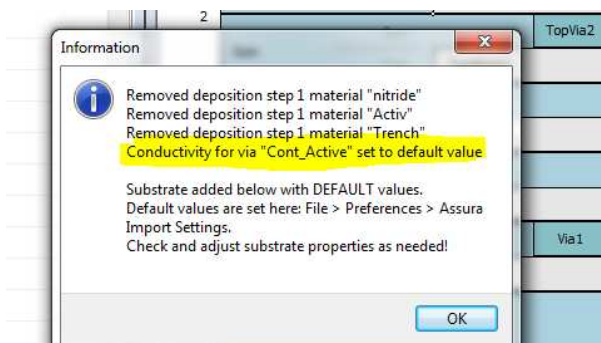 2
TopVia2
Information
Removed deposition step 1 material "nitride"
Removed deposition step 1 material "Activ"
Removed deposition step 1 material "Trench"
Conductivity for via "Cont_Active" set to default value
Substrate added below with DEFAULT values.
Default values are set here: File > Preferences > Assura
Import Settings.
Check and adjust substrate properties as needed!
Via1
OK